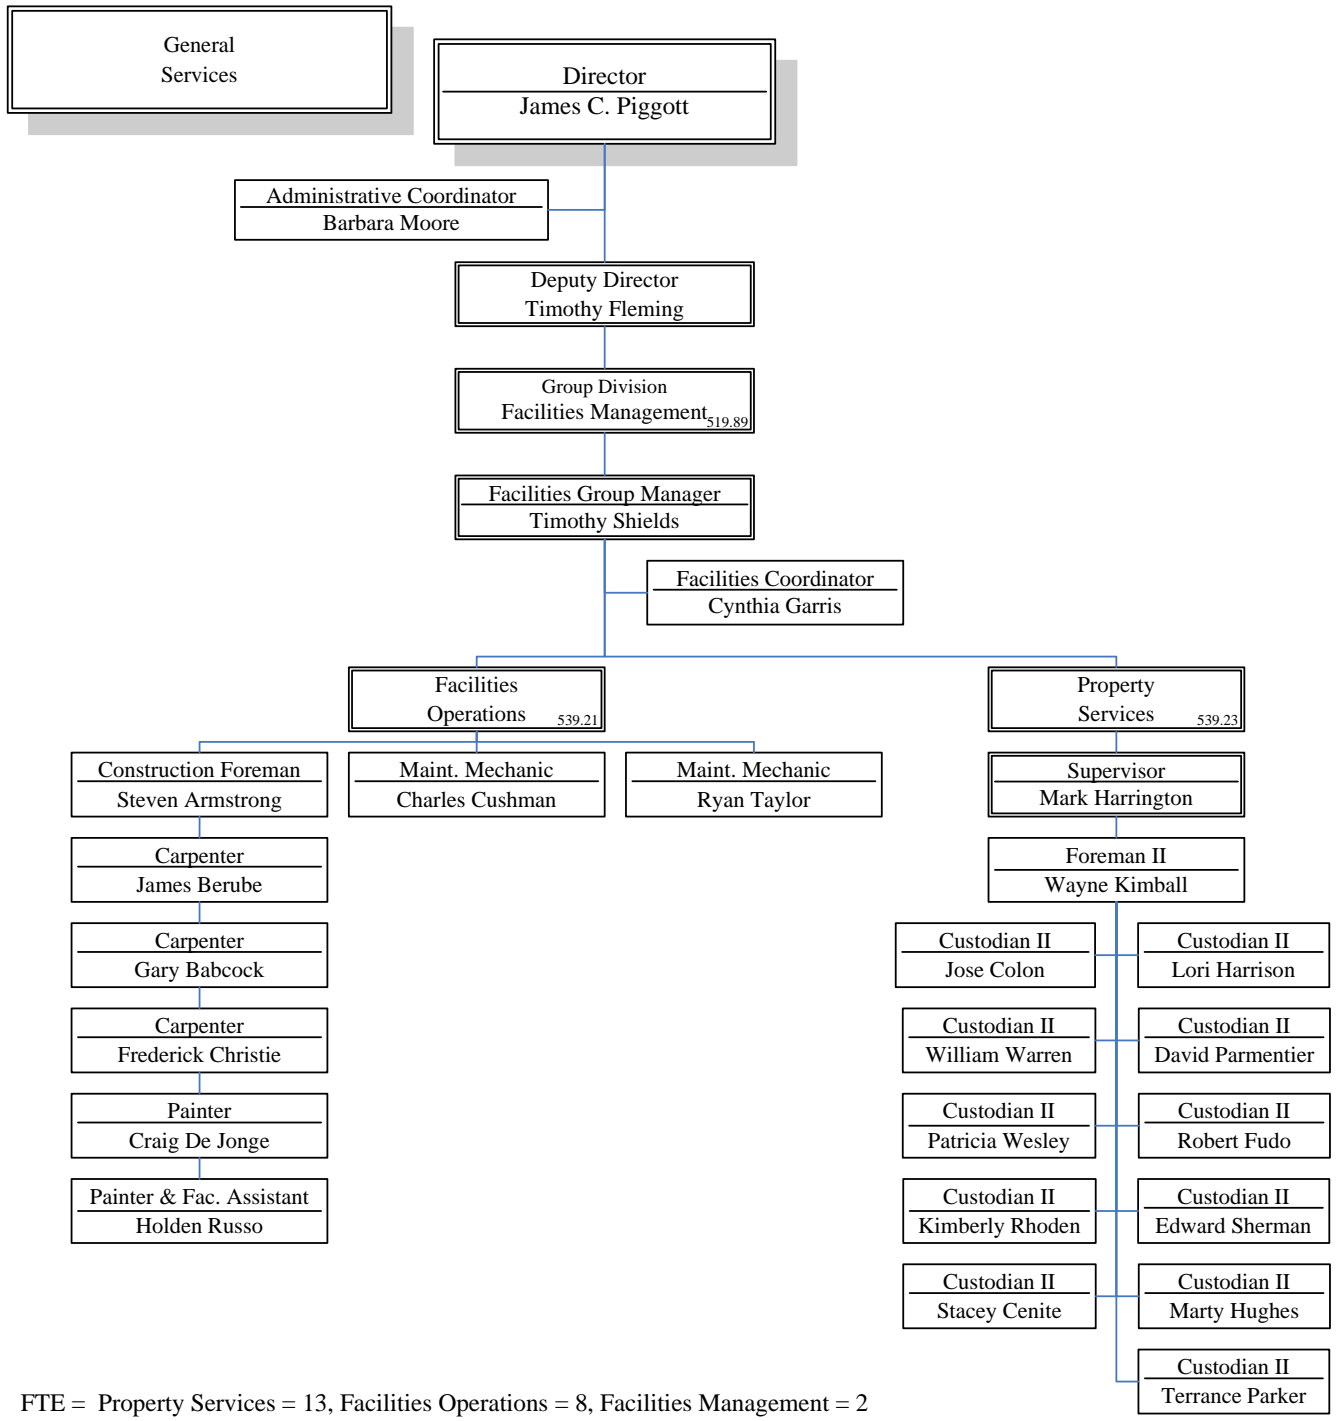 General
Services
Director
James C. Piggott
Administrative Coordinator
Barbara Moore
Deputy Director
Timothy Fleming
Group Division
Facilities Management 519.89
Facilities Group Manager
Timothy Shields
Facilities Coordinator
Cynthia Garris
Facilities
Operations 539.21
Property
Services 539.23
Construction Foreman
Steven Armstrong
Maint. Mechanic
Charles Cushman
Maint. Mechanic
Ryan Taylor
Supervisor
Mark Harrington
Carpenter
James Berube
Foreman II
Wayne Kimball
Carpenter
Gary Babcock
Custodian II
Jose Colon
Custodian II
Lori Harrison
Carpenter
Frederick Christie
Custodian II
William Warren
Custodian II
David Parmentier
Painter
Craig De Jonge
Custodian II
Patricia Wesley
Custodian II
Robert Fudo
Painter & Fac. Assistant
Holden Russo
Custodian II
Kimberly Rhoden
Custodian II
Edward Sherman
Custodian II
Stacey Cenite
Custodian II
Marty Hughes
Custodian II
Terrance Parker
FTE = Property Services = 13, Facilities Operations = 8, Facilities Management = 2